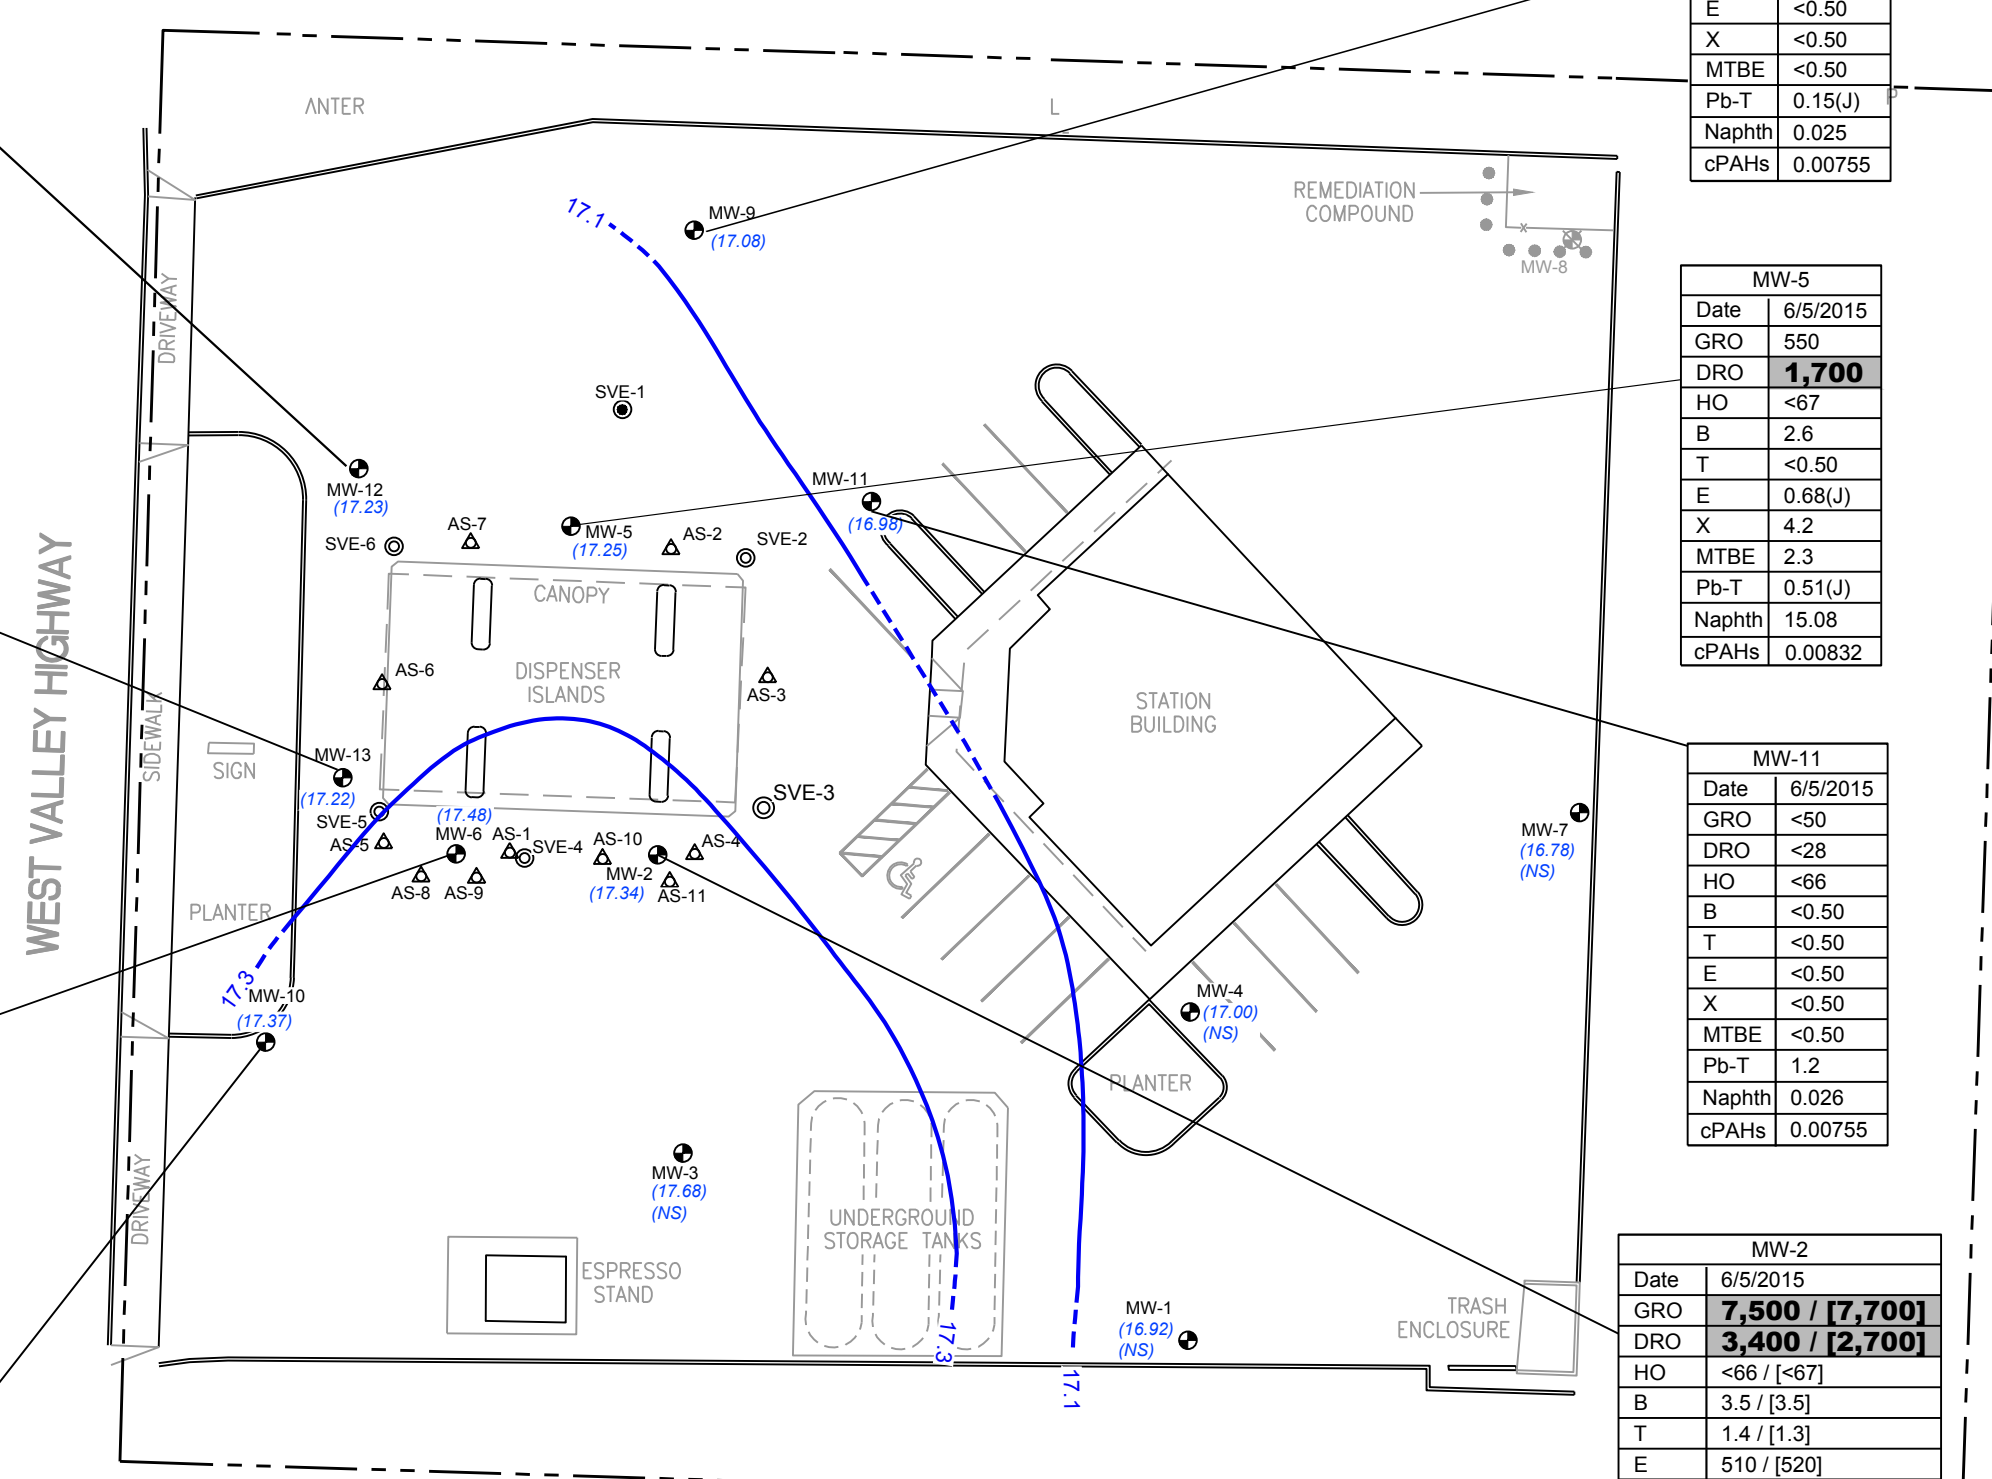 E <0.50
X <0.50
MTBE <0.50
Pb-T 0.15(J)
Naphth 0.025
cPAHs 0.00755
P
ANTER
L
REMEDIATION
COMPOUND
MW-8
17.1
MW-9
(17.08)
DRIVEWAY
MW-5
Date 6/5/2015
GRO 550
DRO 1,700
HO <67
B 2.6
T <0.50
E 0.68(J)
X 4.2
MTBE 2.3
Pb-T 0.51(J)
Naphth 15.08
cPAHs 0.00832
SVE-1
MW-12
(17.23)
MW-11
(16.98)
SVE-6
AS-7
MW-5
(17.25)
AS-2
SVE-2
CANOPY
DISPENSER
ISLANDS
AS-6
AS-3
STATION
BUILDING
WEST VALLEY HIGHWAY
SIDEWALK
SIGN
MW-13
(17.22)
SVE-5
AS-5
(17.48)
MW-6
AS-1
SVE-4
AS-10
MW-2
(17.34)
AS-4
AS-11
SVE-3
AS-8
AS-9
MW-7
(16.78)
(NS)
MW-11
Date 6/5/2015
GRO <50
DRO <28
HO <66
B <0.50
T <0.50
E <0.50
X <0.50
MTBE <0.50
Pb-T 1.2
Naphth 0.026
cPAHs 0.00755
PLANTER
17.3
MW-10
(17.37)
MW-4
(17.00)
(NS)
PLANTER
DRIVEWAY
MW-3
(17.68)
(NS)
UNDERGROUND
STORAGE TANKS
ESPRESSO
STAND
17.3
17.1
MW-1
(16.92)
(NS)
TRASH
ENCLOSURE
MW-2
Date 6/5/2015
GRO 7,500 / [7,700]
DRO 3,400 / [2,700]
HO <66 / [<67]
B 3.5 / [3.5]
T 1.4 / [1.3]
E 510 / [520]